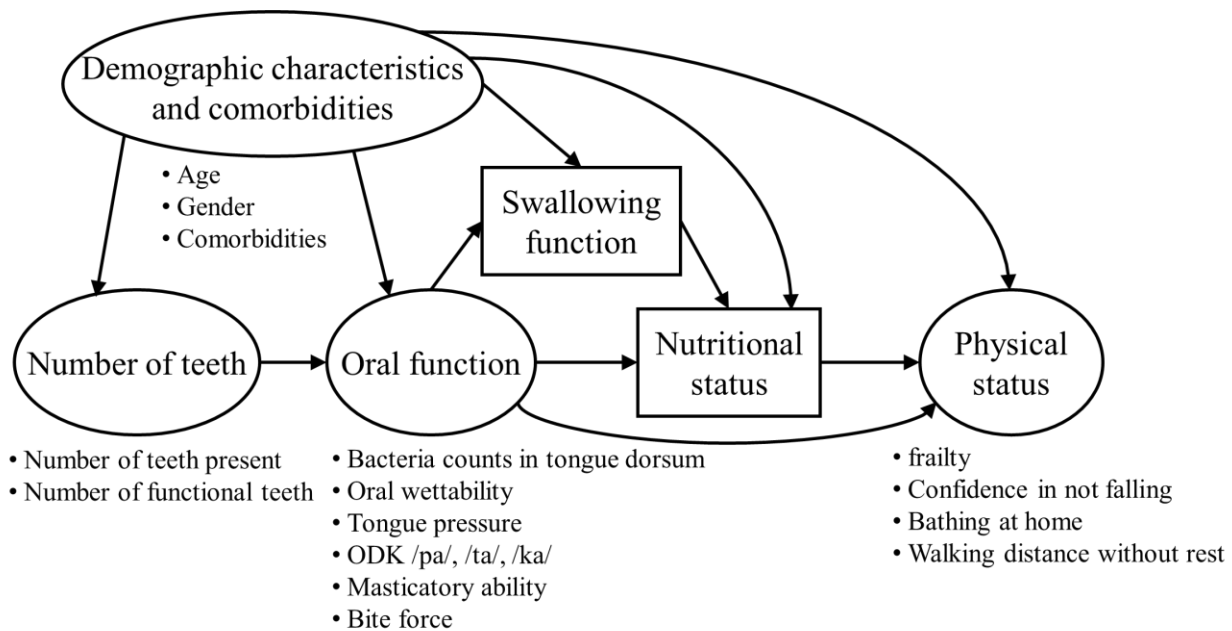 Demographic characteristics
and comorbidities
• Age
• Gender
• Comorbidities
Swallowing
function
Number of teeth
Oral function
Nutritional
status
Physical
status
• Number of teeth present
• Number of functional teeth
• Bacteria counts in tongue dorsum
• Oral wettability
• Tongue pressure
• ODK /pa/, /ta/, /ka/
• Masticatory ability
• Bite force
• frailty
• Confidence in not falling
• Bathing at home
• Walking distance without rest